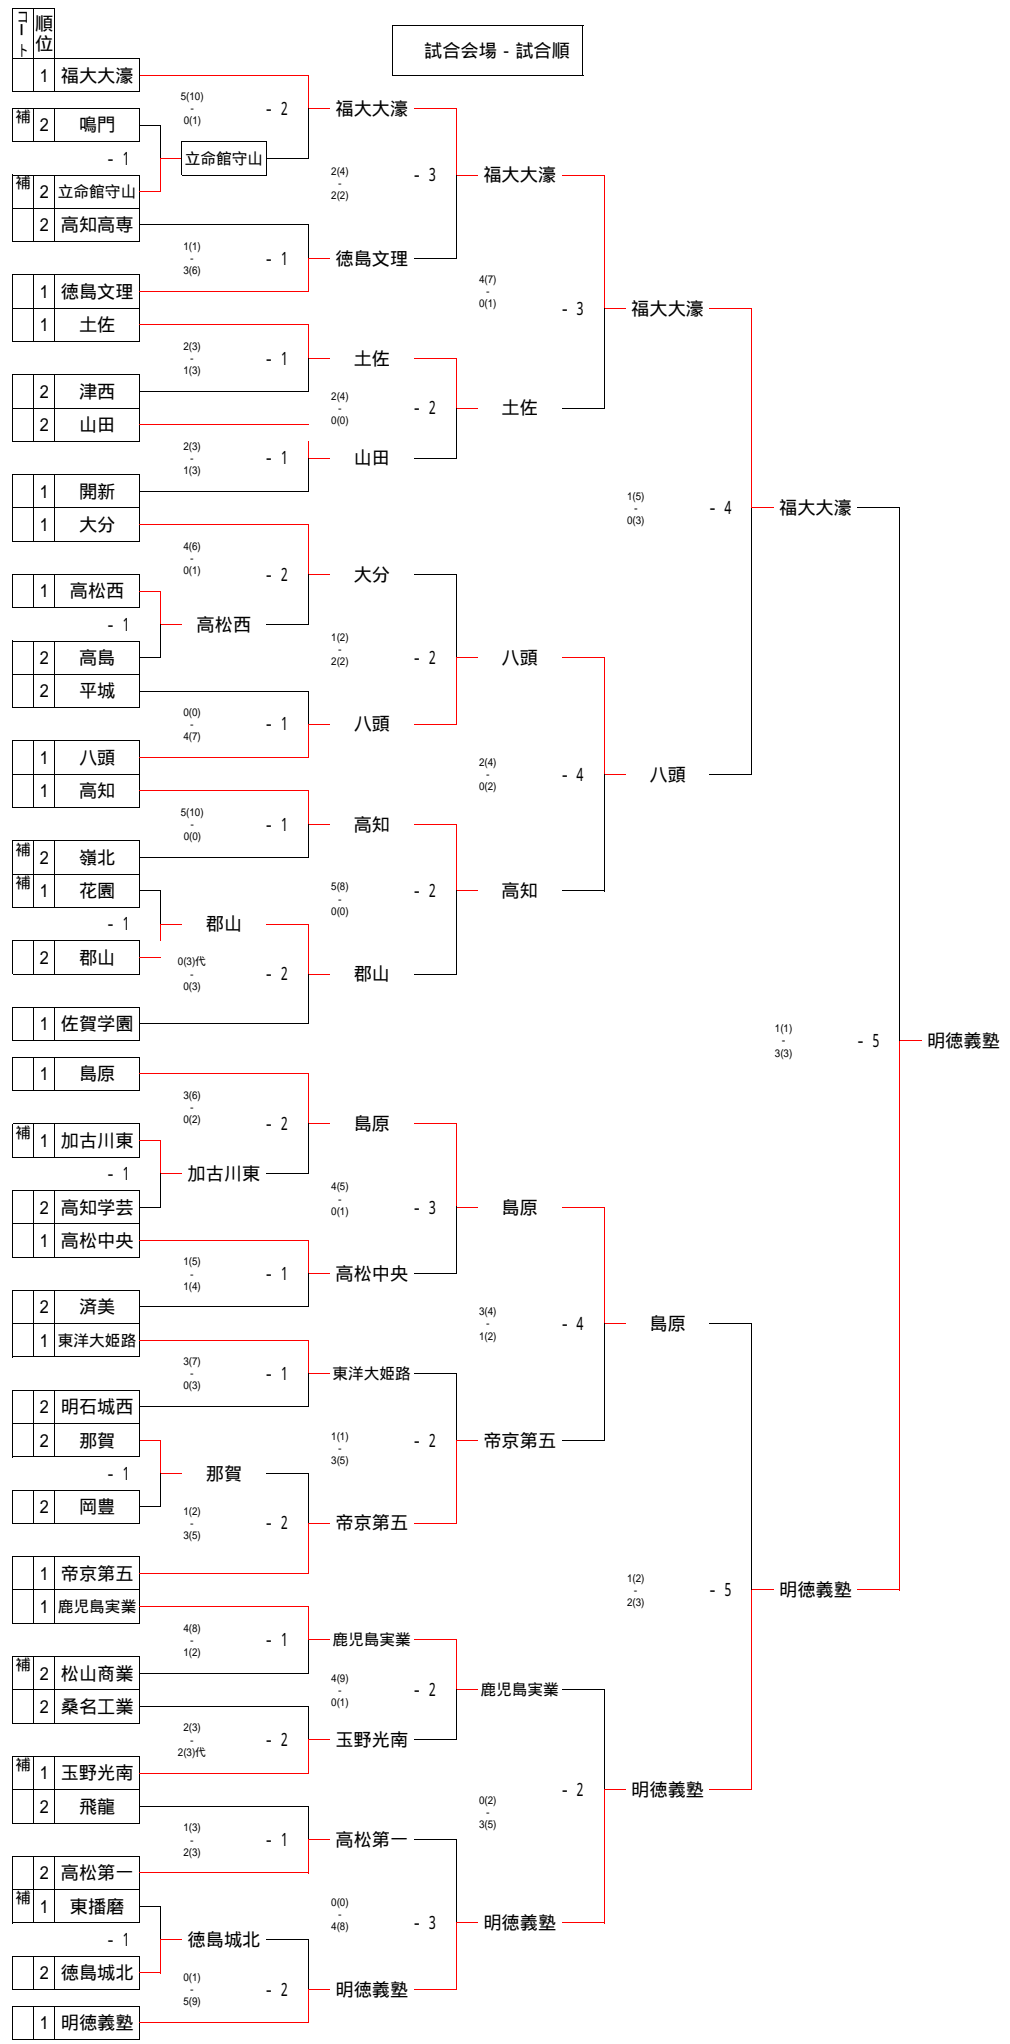 コート 順位
試合会場 - 試合順
1 福大大濠
5(10)
-
0(1)
- 2 福大大濠
補 2 鳴門
- 1 立命館守山
補 2 立命館守山
2(4)
-
2(2)
- 3 福大大濠
2 高知高専
1(1)
-
3(6)
- 1 徳島文理
1 徳島文理
4(7)
-
0(1)
- 3 福大大濠
1 土佐
2(3)
-
1(3)
- 1 土佐
2 津西
2(4)
-
0(0)
- 2 土佐
2 山田
2(3)
-
1(3)
- 1 山田
1 開新
1(5)
-
0(3)
- 4 福大大濠
1 大分
4(6)
-
0(1)
- 2 大分
1 高松西
- 1 高松西
2 高島
1(2)
-
2(2)
- 2 八頭
2 平城
0(0)
-
4(7)
- 1 八頭
1 八頭
2(4)
-
0(2)
- 4 八頭
1 高知
5(10)
-
0(0)
- 1 高知
補 2 嶺北
補 1 花園
5(8)
-
0(0)
- 2 高知
- 1 郡山
2 郡山
0(3)代
-
0(3)
- 2 郡山
1 佐賀学園
1(1)
-
3(3)
- 5 明徳義塾
1 島原
3(6)
-
0(2)
- 2 島原
補 1 加古川東
- 1 加古川東
2 高知学芸
4(5)
-
0(1)
- 3 島原
1 高松中央
1(5)
-
1(4)
- 1 高松中央
2 済美
3(4)
-
1(2)
- 4 島原
1 東洋大姫路
3(7)
-
0(3)
- 1 東洋大姫路
2 明石城西
1(1)
-
3(5)
- 2 帝京第五
2 那賀
- 1 那賀
2 岡豊
1(2)
-
3(5)
- 2 帝京第五
1 帝京第五
1(2)
-
2(3)
- 5 明徳義塾
1 鹿児島実業
4(8)
-
1(2)
- 1 鹿児島実業
補 2 松山商業
4(9)
-
0(1)
- 2 鹿児島実業
2 桑名工業
2(3)
-
2(3)代
- 2 玉野光南
補 1 玉野光南
0(2)
-
3(5)
- 2 明徳義塾
2 飛龍
1(3)
-
2(3)
- 1 高松第一
2 高松第一
補 1 東播磨
0(0)
-
4(8)
- 3 明徳義塾
- 1 徳島城北
2 徳島城北
0(1)
-
5(9)
- 2 明徳義塾
1 明徳義塾